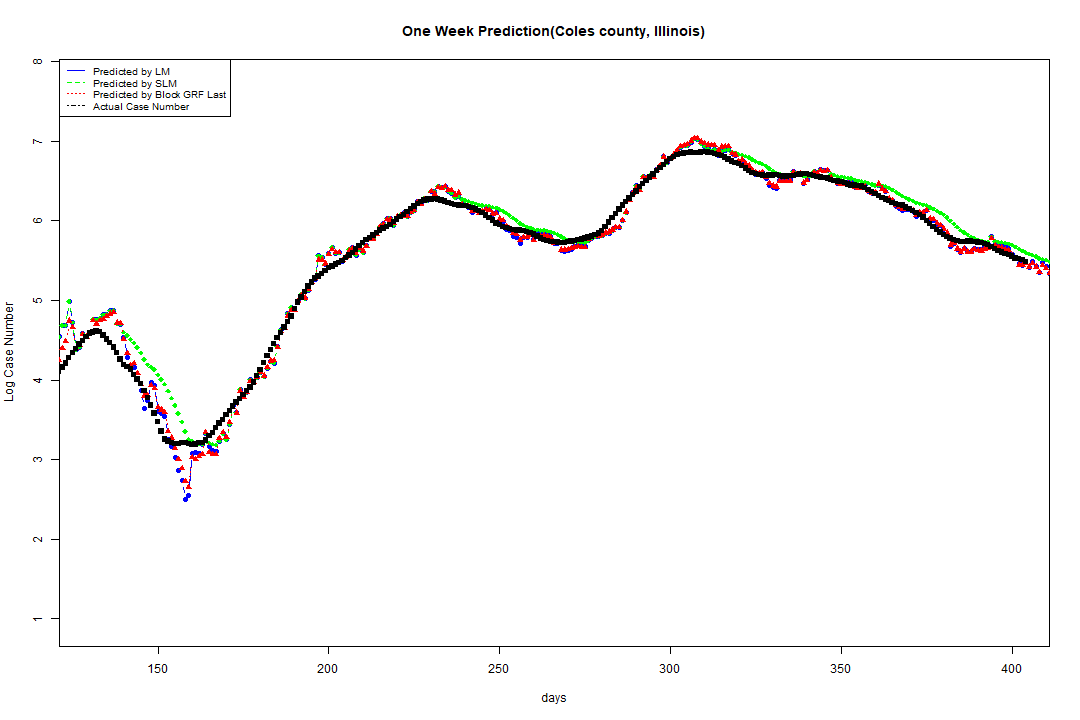 One Week Prediction(Coles county, Illinois)
Predicted by LM
Predicted by SLM
Predicted by Block GRF Last
Actual Case Number
8
7
6
5
4
3
2
1
Log Case Number
150 200 250 300 350 400
days